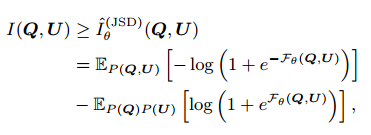 I(Q, U) ≥ Î_θ^(JSD)(Q, U)
= 𝔼_{P(Q,U)} [−log (1 + e^{−ℱ_θ(Q,U)})]
− 𝔼_{P(Q)P(U)} [log (1 + e^{ℱ_θ(Q,U)})],